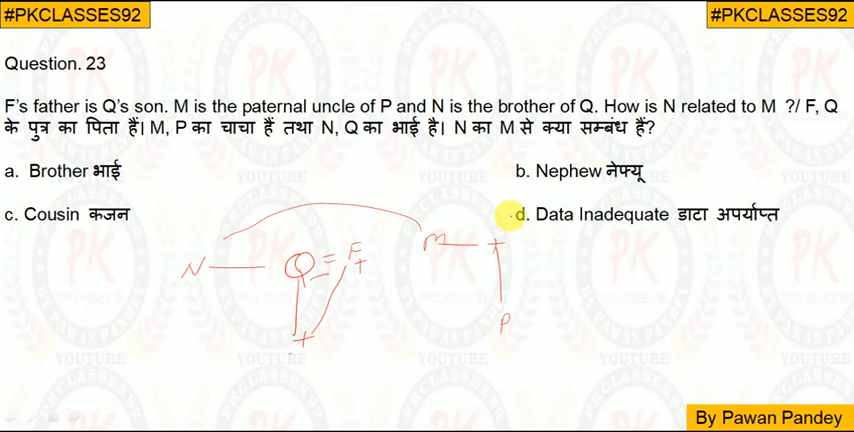 #PKCLASSES92
#PKCLASSES92
Question. 23
F's father is Q's son. M is the paternal uncle of P and N is the brother of Q. How is N related to M ?/ F, Q
के पुत्र का पिता हैं। M, P का चाचा हैं तथा N, Q का भाई है। N का M से क्या सम्बंध हैं?
a. Brother भाई
b. Nephew नेफ्यू
c. Cousin कजन
d. Data Inadequate डाटा अपर्याप्त
N Q = F M
+
P
By Pawan Pandey